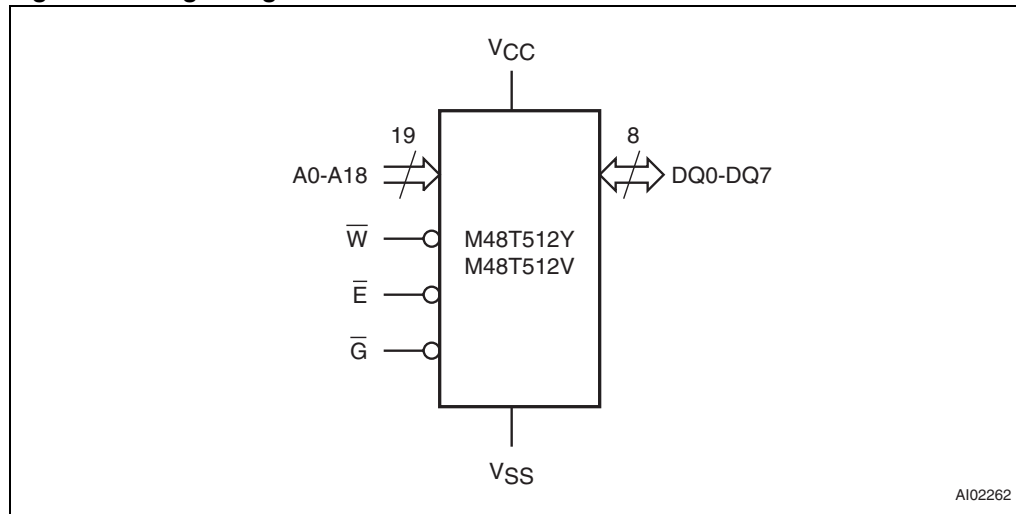 VCC
19
8
A0-A18
DQ0-DQ7
W̅
M48T512Y
M48T512V
E̅
G̅
VSS
AI02262